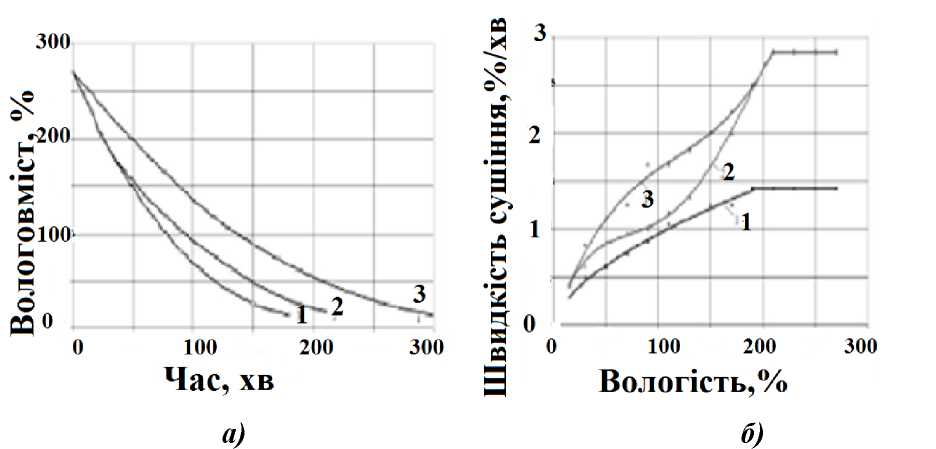 300
200
100
0
Вологовміст, %
0 100 200 300
1
2
3
Час, хв
а)
3
2
1
0
Швидкість сушіння,%/хв
0 100 200 300
3
2
1
Вологість,%
б)